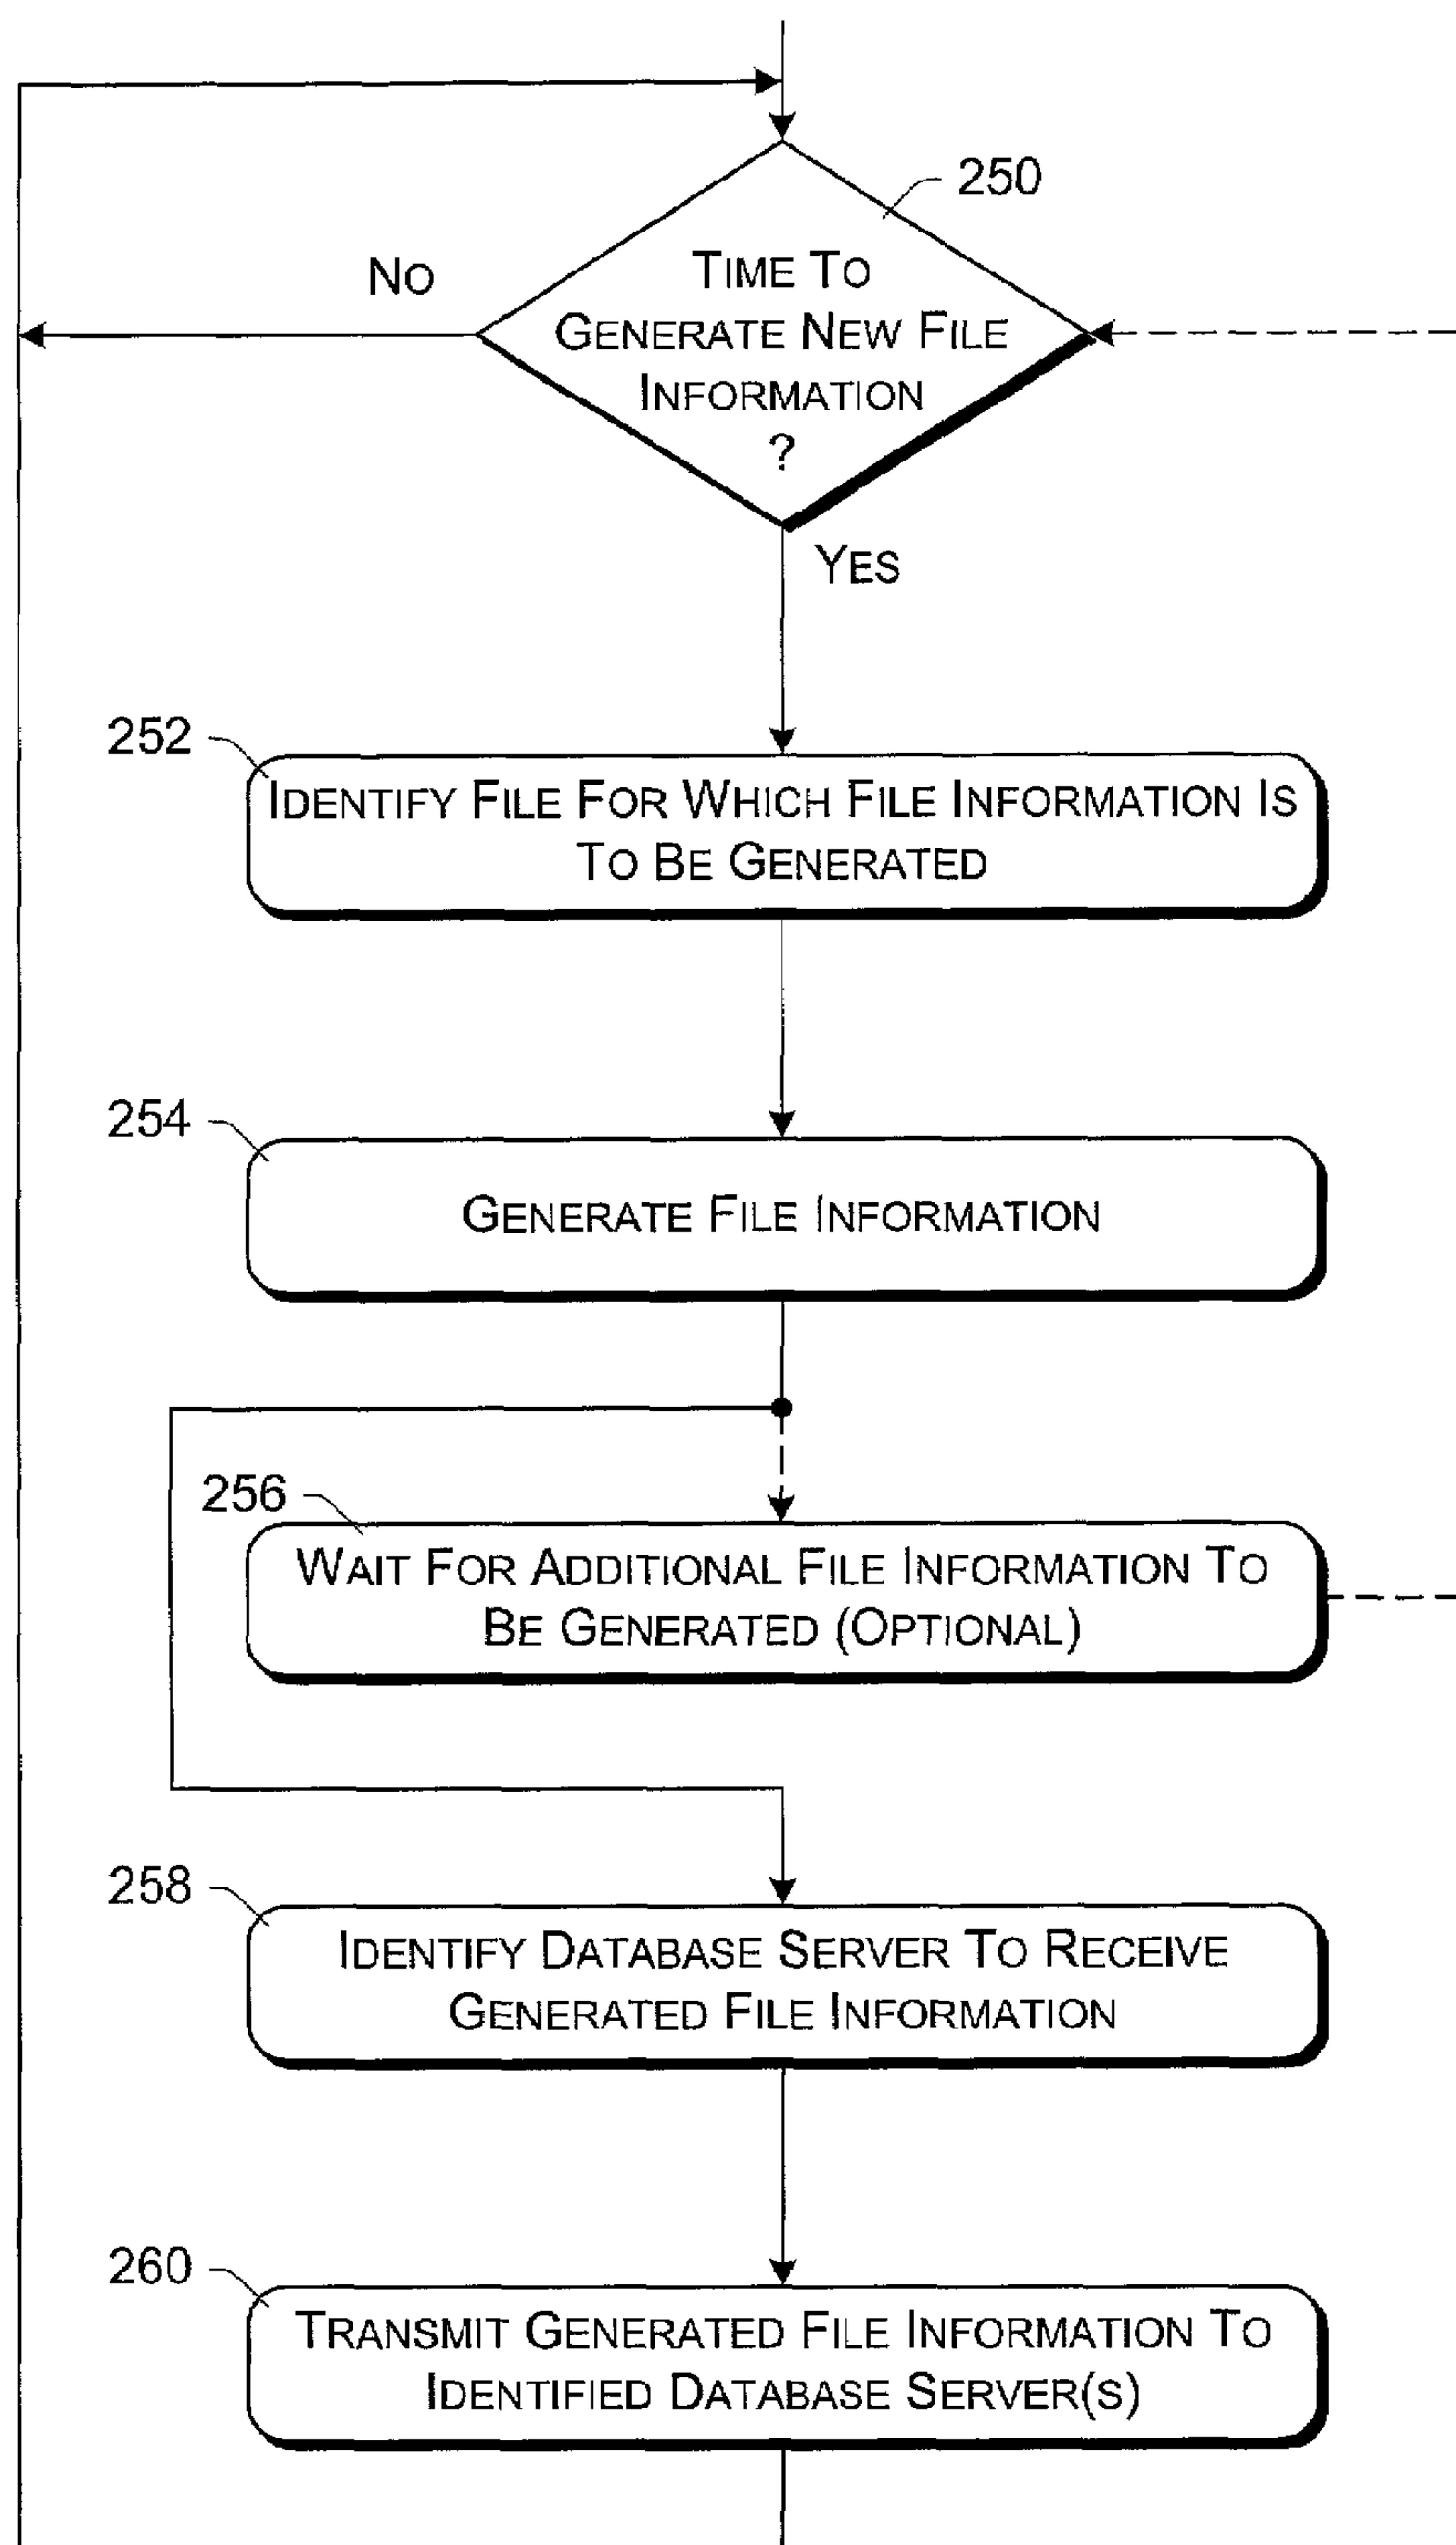 250
NO
TIME TO
GENERATE NEW FILE
INFORMATION
?
YES
252
IDENTIFY FILE FOR WHICH FILE INFORMATION IS
TO BE GENERATED
254
GENERATE FILE INFORMATION
256
WAIT FOR ADDITIONAL FILE INFORMATION TO
BE GENERATED (OPTIONAL)
258
IDENTIFY DATABASE SERVER TO RECEIVE
GENERATED FILE INFORMATION
260
TRANSMIT GENERATED FILE INFORMATION TO
IDENTIFIED DATABASE SERVER(S)